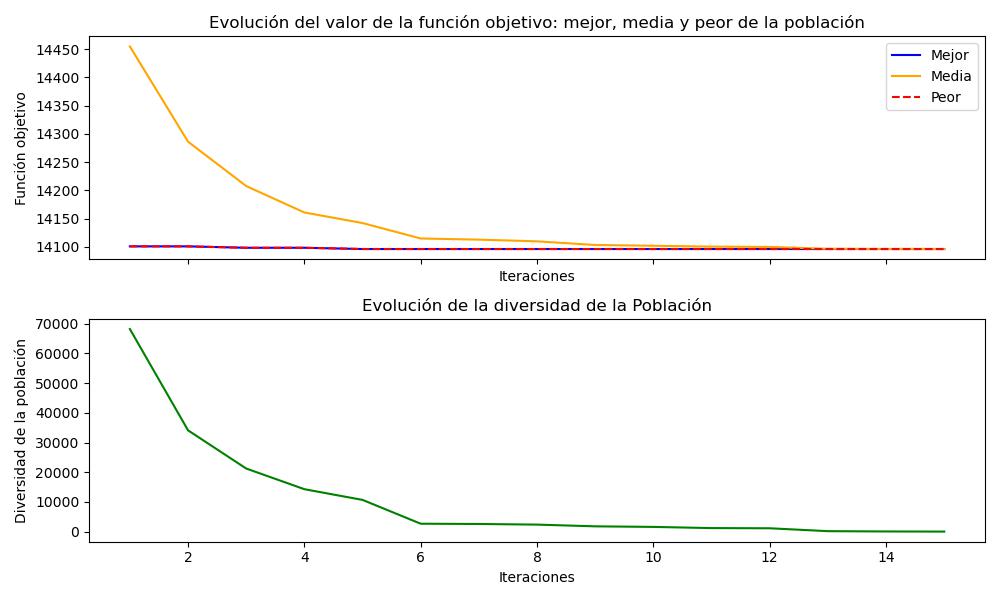 Evolución del valor de la función objetivo: mejor, media y peor de la población
Función objetivo
14450
14400
14350
14300
14250
14200
14150
14100
Mejor
Media
Peor
Iteraciones
Evolución de la diversidad de la Población
Diversidad de la población
70000
60000
50000
40000
30000
20000
10000
0
2 4 6 8 10 12 14
Iteraciones